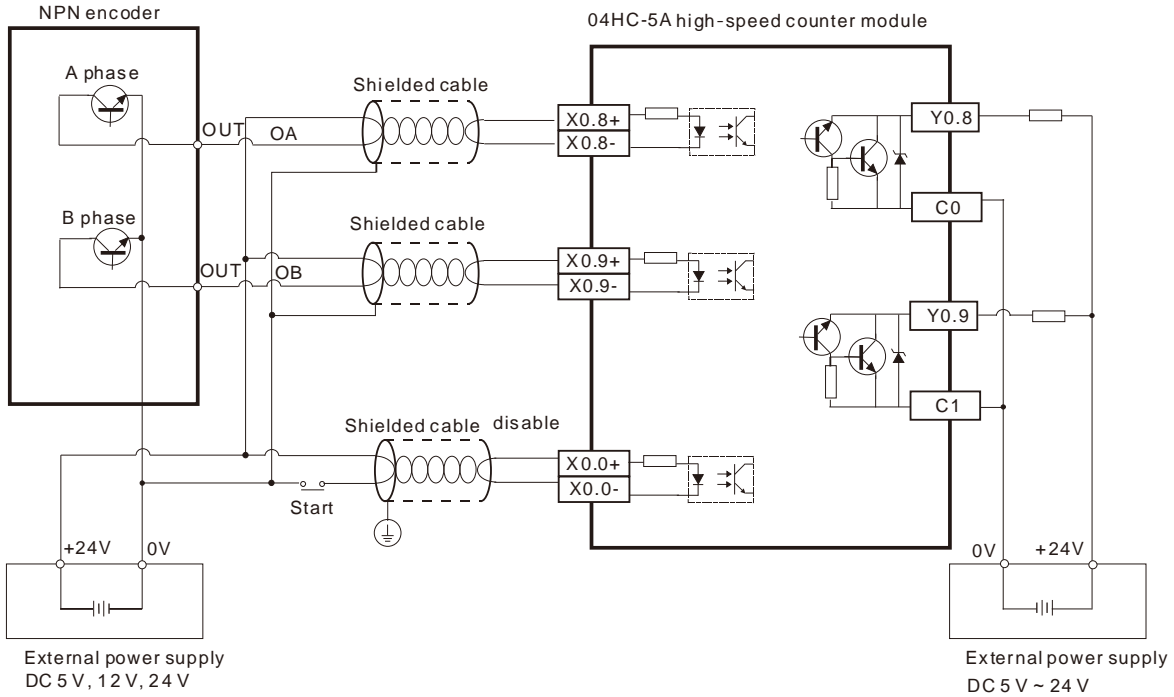 NPN encoder
04HC-5A high-speed counter module
A phase
Shielded cable
OUT
OA
X0.8+
X0.8-
Y0.8
C0
B phase
Shielded cable
OUT
OB
X0.9+
X0.9-
Y0.9
C1
Shielded cable
disable
X0.0+
X0.0-
Start
+24V
0V
0V
+24V
External power supply
DC 5 V, 12 V, 24 V
External power supply
DC 5 V ~ 24 V